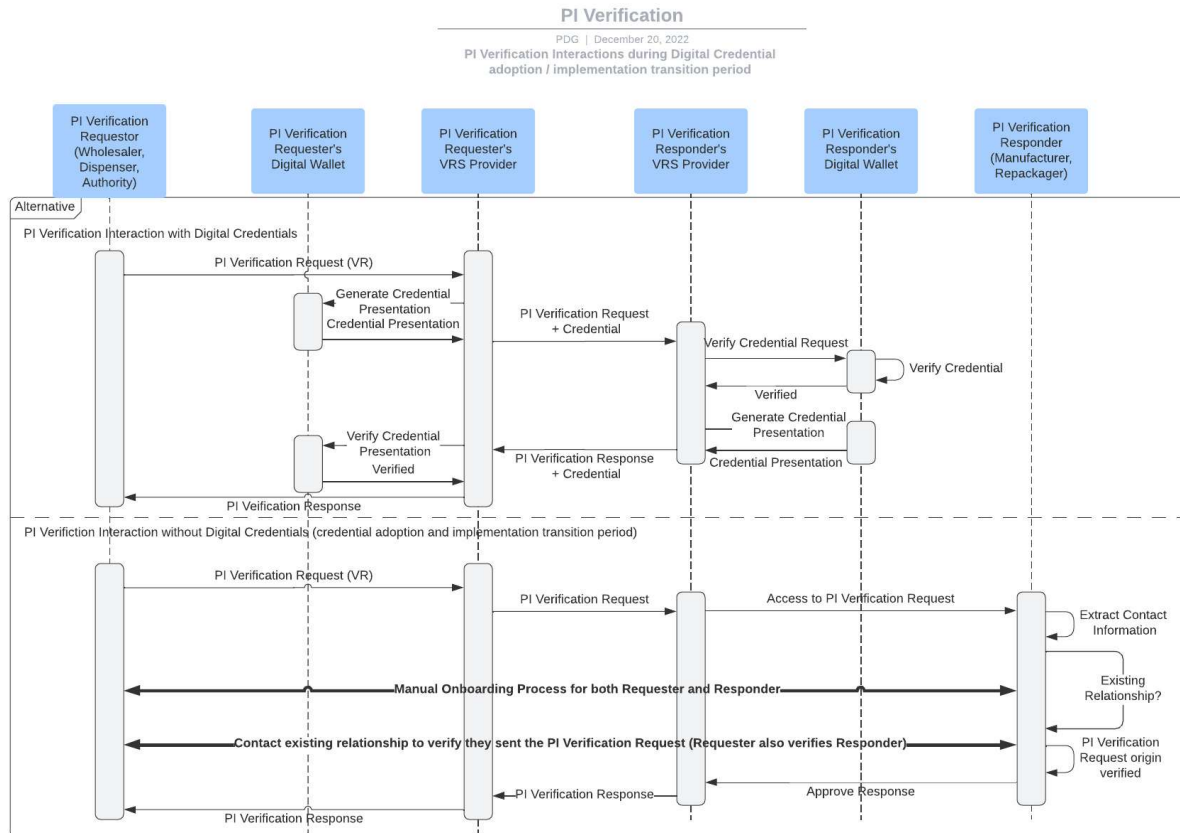 PI Verification
PDG | December 20, 2022
PI Verification Interactions during Digital Credential
adoption / implementation transition period
PI Verification
Requestor
(Wholesaler,
Dispenser,
Authority)
PI Verification
Requester's
Digital Wallet
PI Verification
Requester's
VRS Provider
PI Verification
Responder's
VRS Provider
PI Verification
Responder's
Digital Wallet
PI Verification
Responder
(Manufacturer,
Repackager)
Alternative
PI Verification Interaction with Digital Credentials
PI Verification Request (VR)
Generate Credential
Presentation
Credential Presentation
PI Verification Request
+ Credential
Verify Credential Request
Verify Credential
Verified
Generate Credential
Presentation
Credential Presentation
PI Verification Response
+ Credential
Verify Credential
Presentation
Verified
PI Veification Response
PI Verifiction Interaction without Digital Credentials (credential adoption and implementation transition period)
PI Verification Request (VR)
PI Verification Request
Access to PI Verification Request
Extract Contact
Information
Existing
Relationship?
Manual Onboarding Process for both Requester and Responder
Contact existing relationship to verify they sent the PI Verification Request (Requester also verifies Responder)
PI Verification
Request origin
verified
Approve Response
PI Verification Response
PI Verification Response